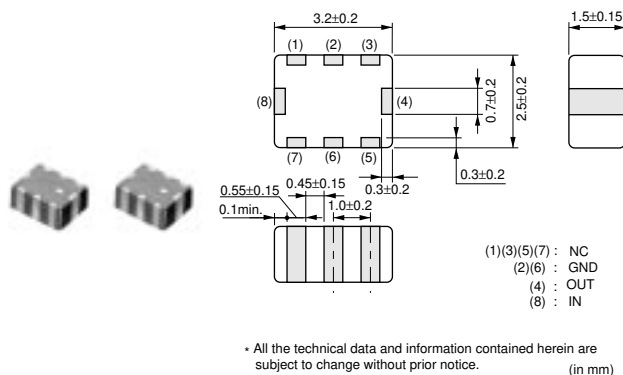 3.2±0.2
1.5±0.15
(1) (2) (3)
(8)
(4)
0.7±0.2
2.5±0.2
(7) (6) (5)
0.3±0.2
0.3±0.2
0.55±0.15
0.45±0.15
0.1min.
1.0±0.2
(1)(3)(5)(7) : NC
(2)(6) : GND
(4) : OUT
(8) : IN
* All the technical data and information contained herein are
subject to change without prior notice.
(in mm)